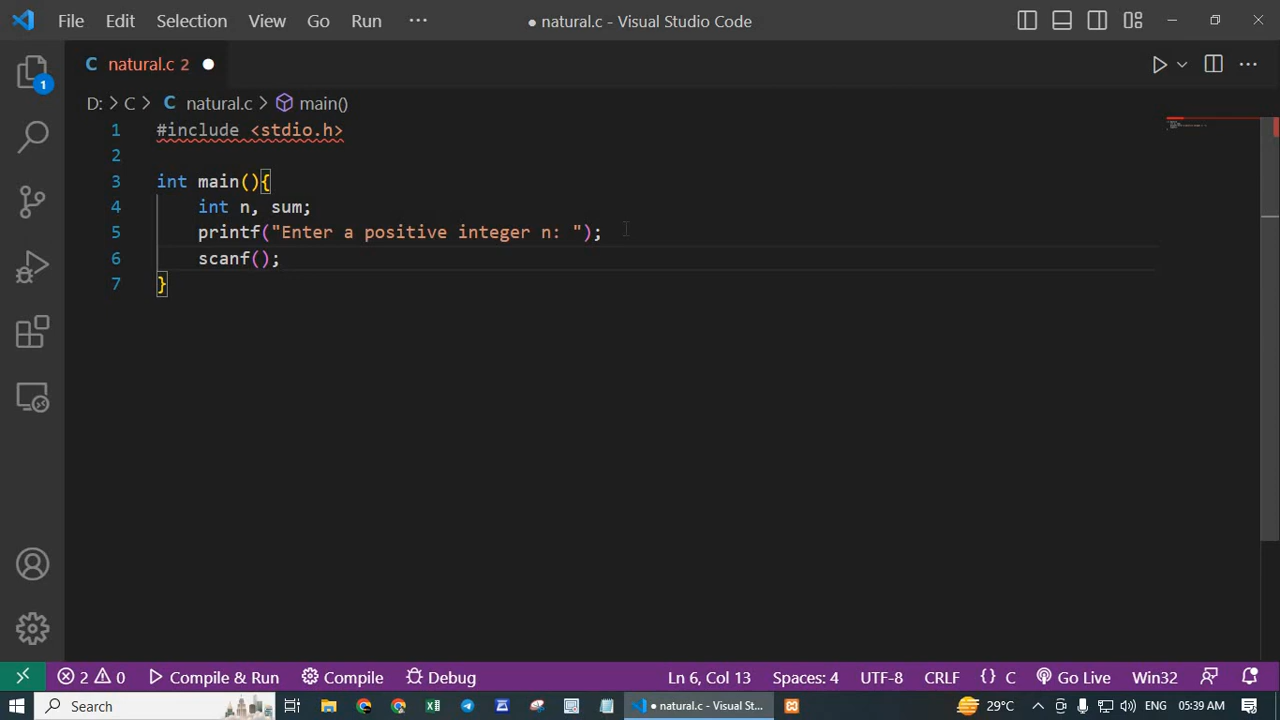 File Edit Selection View Go Run ··· ● natural.c - Visual Studio Code
C natural.c 2 ●
D: > C > C natural.c > main()
1 #include <stdio.h>
2
3 int main(){
4 int n, sum;
5 printf("Enter a positive integer n: ");
6 scanf();
7 }
1
2 0 Compile & Run Compile Debug Ln 6, Col 13 Spaces: 4 UTF-8 CRLF {} C Go Live Win32
Search ● natural.c - Visual St... 29°C ENG 05:39 AM